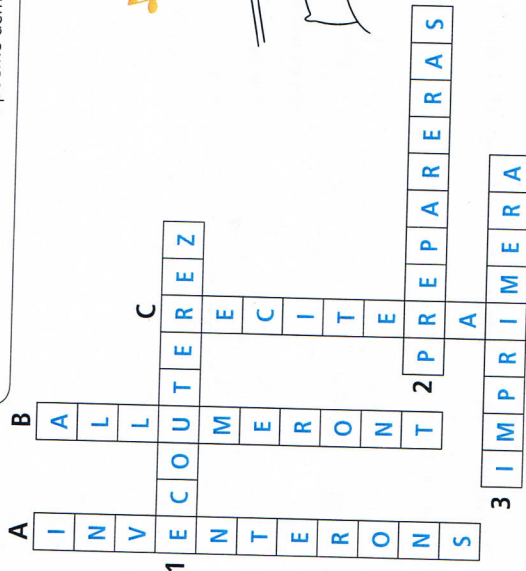 A INVENTERONS
B ALLUMERONT
C RECITERAI
1 ECOUTEREZ
2 PREPARERAS
3 IMPRIMERA